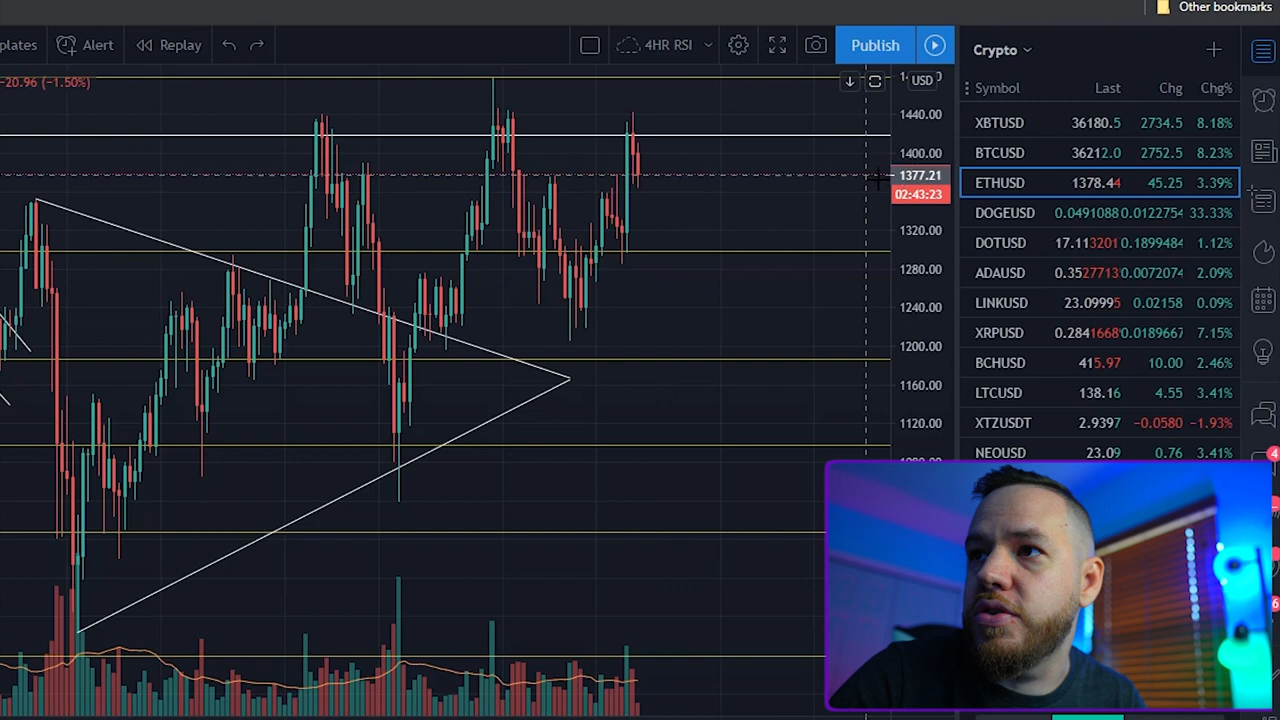 Other bookmarks
plates Alert Replay 4HR RSI Publish
-20.96 (-1.50%)
USD
1440.00
1400.00
1377.21
02:43:23
1320.00
1280.00
1240.00
1200.00
1160.00
1120.00
Crypto
Symbol Last Chg Chg%
XBTUSD 36180.5 2734.5 8.18%
BTCUSD 36212.0 2752.5 8.23%
ETHUSD 1378.44 45.25 3.39%
DOGEUSD 0.0491088 0.0122754 33.33%
DOTUSD 17.113201 0.1899484 1.12%
ADAUSD 0.3527713 0.0072074 2.09%
LINKUSD 23.09995 0.02158 0.09%
XRPUSD 0.2841668 0.0189667 7.15%
BCHUSD 415.97 10.00 2.46%
LTCUSD 138.16 4.55 3.41%
XTZUSDT 2.9397 -0.0580 -1.93%
NEOUSD 23.09 0.76 3.41%
4